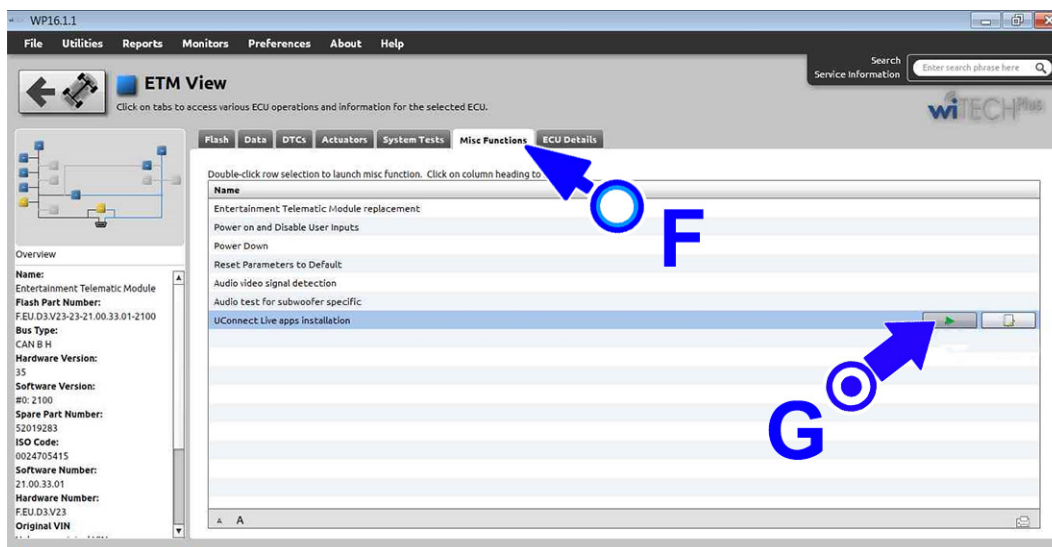 WP16.1.1
File Utilities Reports Monitors Preferences About Help
Search
Service Information
Enter search phrase here
ETM View
Click on tabs to access various ECU operations and information for the selected ECU.
wiTECHPlus
Flash Data DTCs Actuators System Tests Misc Functions ECU Details
Double-click row selection to launch misc function. Click on column heading to
Name
Entertainment Telematic Module replacement
Power on and Disable User Inputs
Power Down
Reset Parameters to Default
Audio video signal detection
Audio test for subwoofer specific
UConnect Live apps installation
F
G
A A
Overview
Name:
Entertainment Telematic Module
Flash Part Number:
F.EU.D3.V23-23-21.00.33.01-2100
Bus Type:
CAN B H
Hardware Version:
35
Software Version:
#0: 2100
Spare Part Number:
52019283
ISO Code:
0024705415
Software Number:
21.00.33.01
Hardware Number:
F.EU.D3.V23
Original VIN